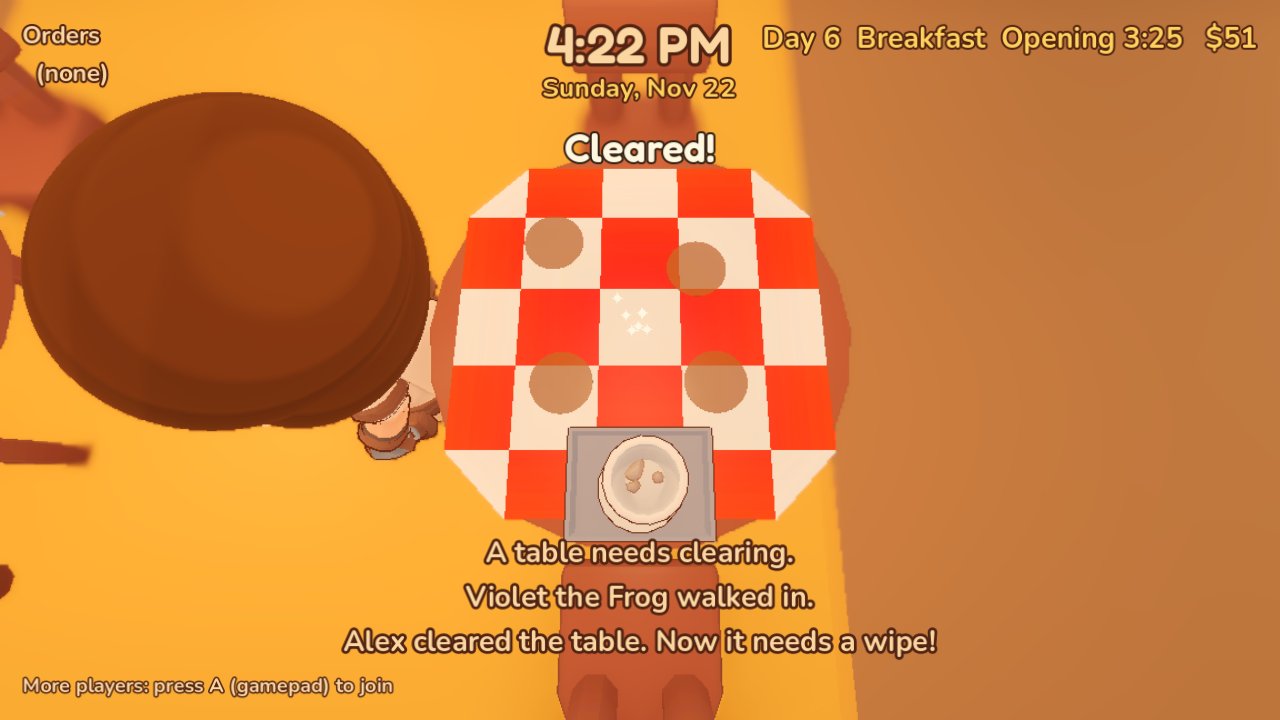 Orders
(none)
4:22 PM
Sunday, Nov 22
Day 6 Breakfast Opening 3:25 $51
Cleared!
A table needs clearing.
Violet the Frog walked in.
Alex cleared the table. Now it needs a wipe!
More players: press A (gamepad) to join